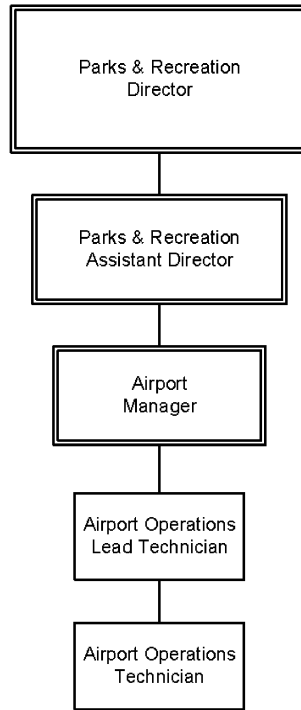 Parks & Recreation
Director
Parks & Recreation
Assistant Director
Airport
Manager
Airport Operations
Lead Technician
Airport Operations
Technician